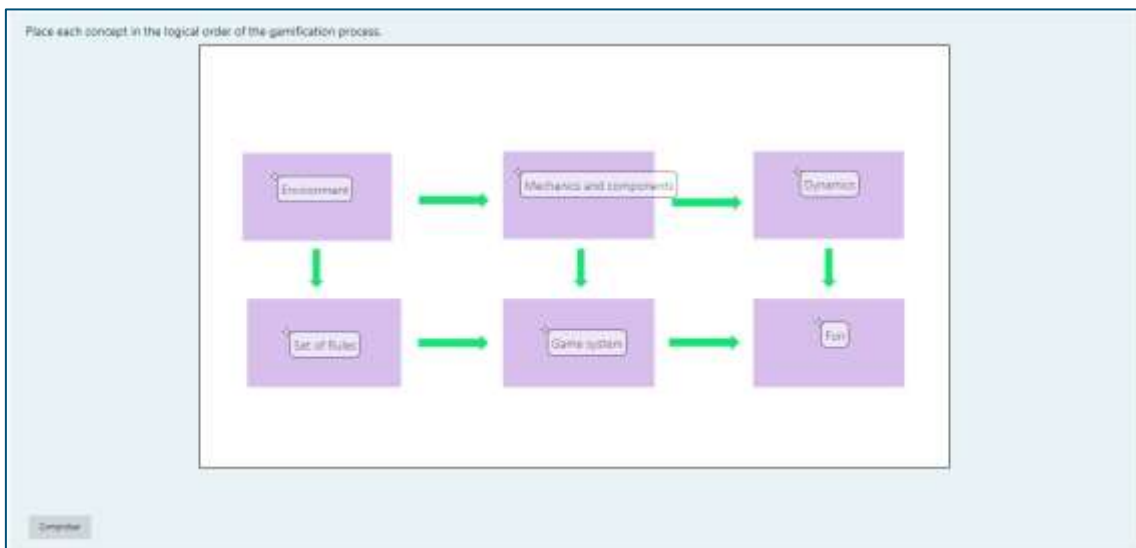 Place each concept in the logical order of the gamification process.
Environment
Mechanics and components
Dynamics
Set of Rules
Game system
Fun
Comprobar